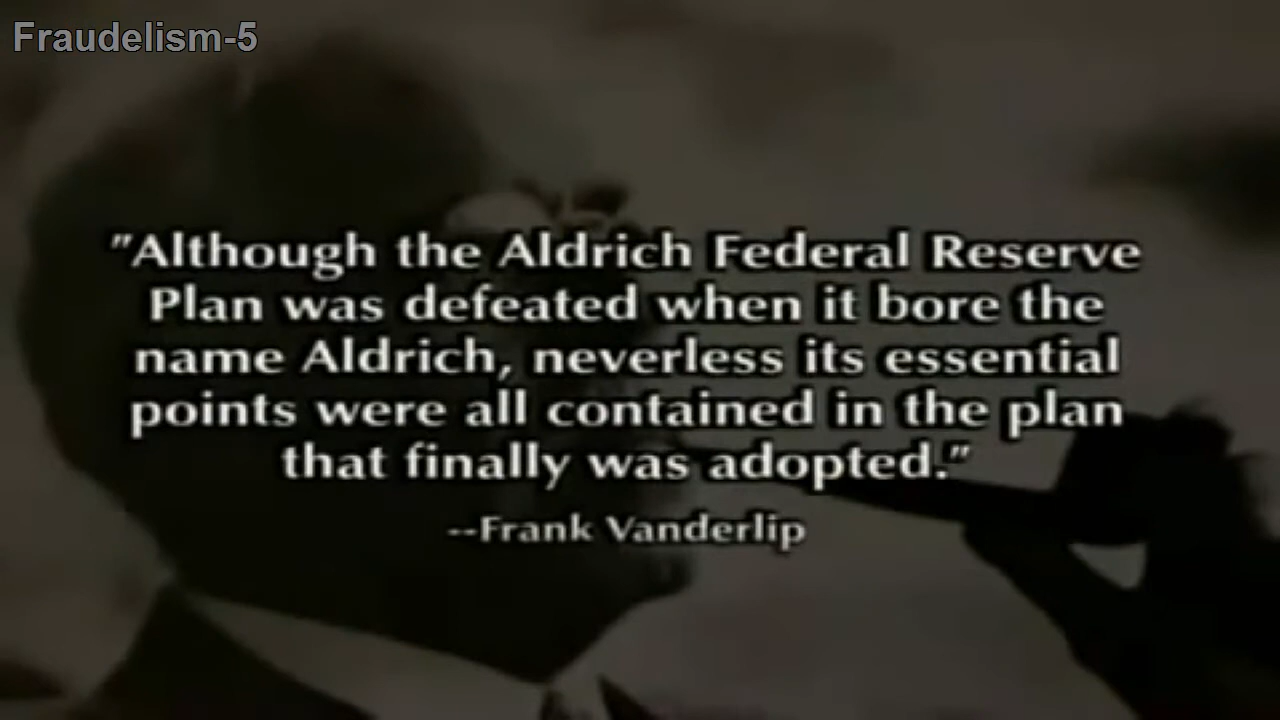 Fraudelism-5
"Although the Aldrich Federal Reserve
Plan was defeated when it bore the
name Aldrich, neverless its essential
points were all contained in the plan
that finally was adopted."
--Frank Vanderlip